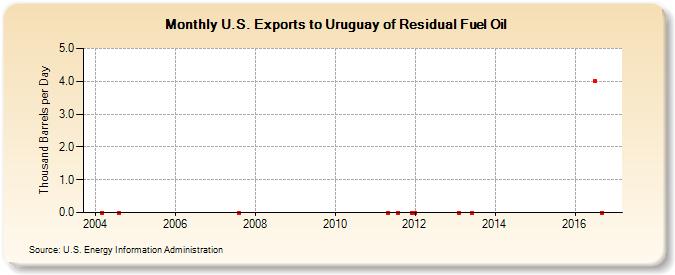 Monthly U.S. Exports to Uruguay of Residual Fuel Oil
Thousand Barrels per Day
5.0
4.0
3.0
2.0
1.0
0.0
2004 2006 2008 2010 2012 2014 2016
Source: U.S. Energy Information Administration